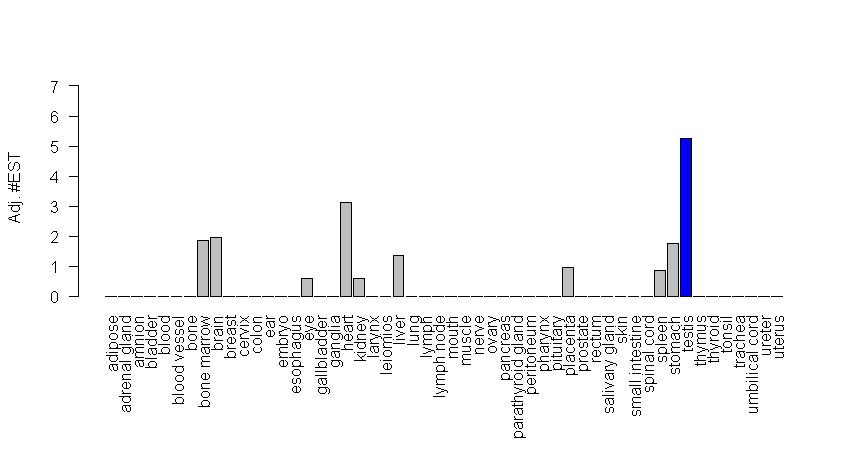 Adj. #EST
7
6
5
4
3
2
1
0
adipose
adrenal gland
amnion
bladder
blood
blood vessel
bone
bone marrow
brain
breast
cervix
colon
ear
embryo
esophagus
eye
gallbladder
ganglia
heart
kidney
larynx
leiomios
liver
lung
lymph
lymph node
mouth
muscle
nerve
ovary
pancreas
parathyroid gland
peritoneum
pharynx
pituitary
placenta
prostate
rectum
salivary gland
skin
small intestine
spinal cord
spleen
stomach
testis
thymus
thyroid
tonsil
trachea
umbilical cord
ureter
uterus